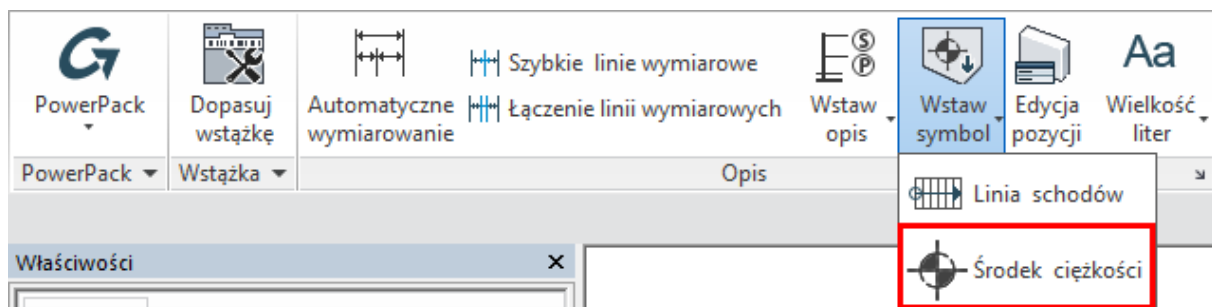 PowerPack
Dopasuj
wstążkę
Automatyczne
wymiarowanie
Szybkie linie wymiarowe
Łączenie linii wymiarowych
S
P
Wstaw
opis
Wstaw
symbol
Edycja
pozycji
Aa
Wielkość
liter
PowerPack
Wstążka
Opis
Linia schodów
Środek ciężkości
Właściwości